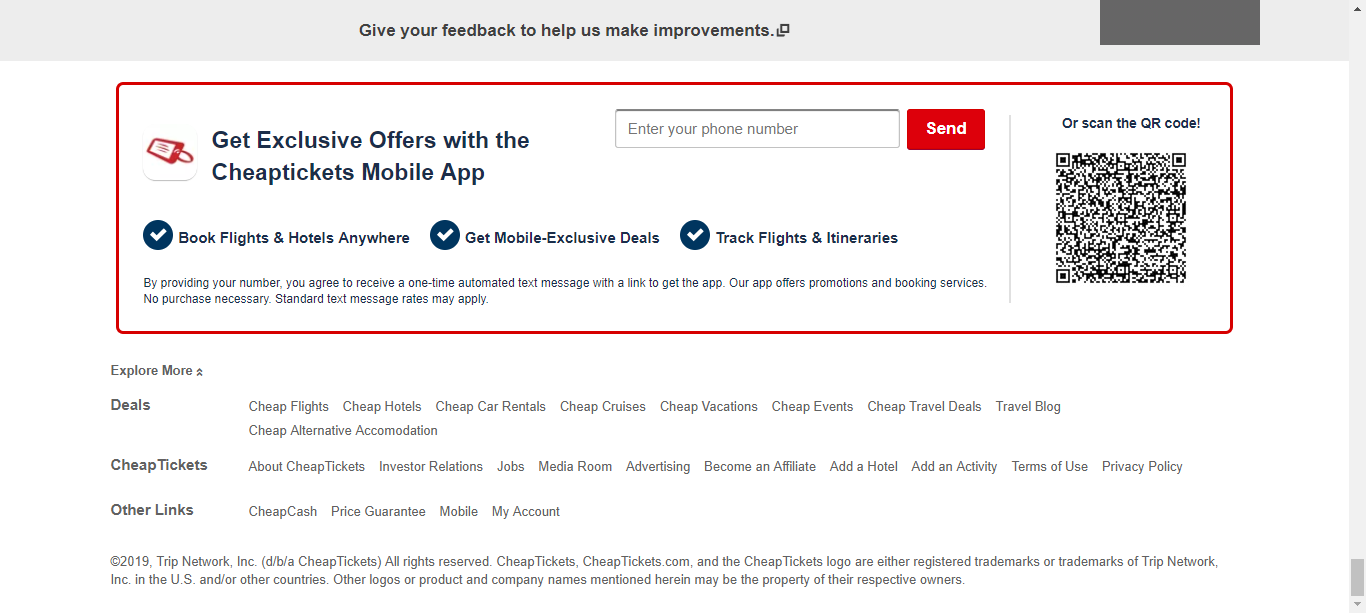 Give your feedback to help us make improvements.
Enter your phone number
Send
Or scan the QR code!
Get Exclusive Offers with the
Cheaptickets Mobile App
Book Flights & Hotels Anywhere
Get Mobile-Exclusive Deals
Track Flights & Itineraries
By providing your number, you agree to receive a one-time automated text message with a link to get the app. Our app offers promotions and booking services.
No purchase necessary. Standard text message rates may apply.
Explore More
Deals
Cheap Flights Cheap Hotels Cheap Car Rentals Cheap Cruises Cheap Vacations Cheap Events Cheap Travel Deals Travel Blog
Cheap Alternative Accomodation
CheapTickets
About CheapTickets Investor Relations Jobs Media Room Advertising Become an Affiliate Add a Hotel Add an Activity Terms of Use Privacy Policy
Other Links
CheapCash Price Guarantee Mobile My Account
©2019, Trip Network, Inc. (d/b/a CheapTickets) All rights reserved. CheapTickets, CheapTickets.com, and the CheapTickets logo are either registered trademarks or trademarks of Trip Network,
Inc. in the U.S. and/or other countries. Other logos or product and company names mentioned herein may be the property of their respective owners.